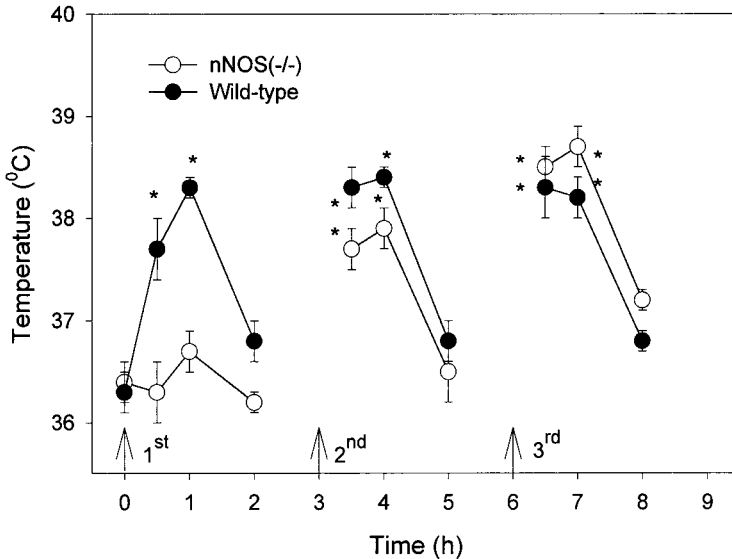 40
39
38
37
36
Temperature (⁰C)
nNOS(-/-)
Wild-type
*
*
*
*
*
*
*
*
*
*
1st
2nd
3rd
0 1 2 3 4 5 6 7 8 9
Time (h)